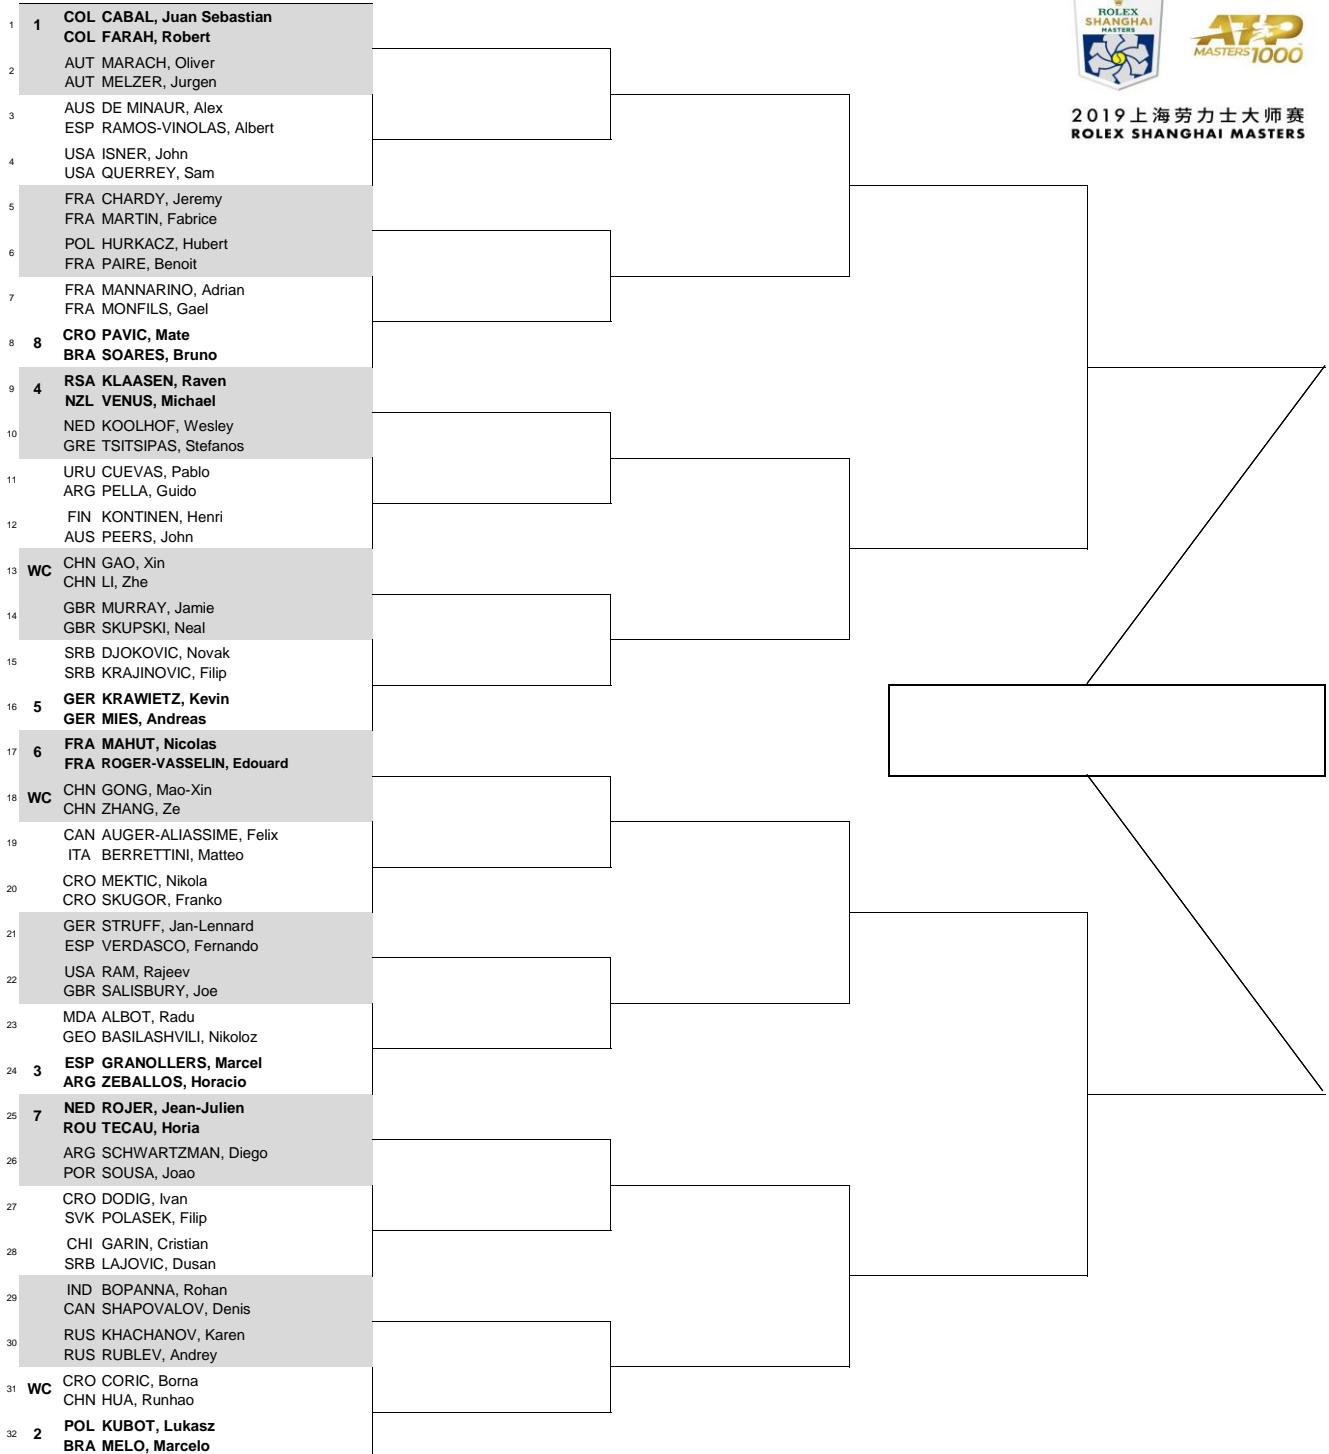 ROLEX
SHANGHAI
MASTERS
ATP
MASTERS 1000
2019上海劳力士大师赛
ROLEX SHANGHAI MASTERS
1 1 COL CABAL, Juan Sebastian
COL FARAH, Robert
2 AUT MARACH, Oliver
AUT MELZER, Jurgen
3 AUS DE MINAUR, Alex
ESP RAMOS-VINOLAS, Albert
4 USA ISNER, John
USA QUERREY, Sam
5 FRA CHARDY, Jeremy
FRA MARTIN, Fabrice
6 POL HURKACZ, Hubert
FRA PAIRE, Benoit
7 FRA MANNARINO, Adrian
FRA MONFILS, Gael
8 8 CRO PAVIC, Mate
BRA SOARES, Bruno
9 4 RSA KLAASEN, Raven
NZL VENUS, Michael
10 NED KOOLHOF, Wesley
GRE TSITSIPAS, Stefanos
11 URU CUEVAS, Pablo
ARG PELLA, Guido
12 FIN KONTINEN, Henri
AUS PEERS, John
13 WC CHN GAO, Xin
CHN LI, Zhe
14 GBR MURRAY, Jamie
GBR SKUPSKI, Neal
15 SRB DJOKOVIC, Novak
SRB KRAJINOVIC, Filip
16 5 GER KRAWIETZ, Kevin
GER MIES, Andreas
17 6 FRA MAHUT, Nicolas
FRA ROGER-VASSELIN, Edouard
18 WC CHN GONG, Mao-Xin
CHN ZHANG, Ze
19 CAN AUGER-ALIASSIME, Felix
ITA BERRETTINI, Matteo
20 CRO MEKTIC, Nikola
CRO SKUGOR, Franko
21 GER STRUFF, Jan-Lennard
ESP VERDASCO, Fernando
22 USA RAM, Rajeev
GBR SALISBURY, Joe
23 MDA ALBOT, Radu
GEO BASILASHVILI, Nikoloz
24 3 ESP GRANOLLERS, Marcel
ARG ZEBALLOS, Horacio
25 7 NED ROJER, Jean-Julien
ROU TECAU, Horia
26 ARG SCHWARTZMAN, Diego
POR SOUSA, Joao
27 CRO DODIG, Ivan
SVK POLASEK, Filip
28 CHI GARIN, Cristian
SRB LAJOVIC, Dusan
29 IND BOPANNA, Rohan
CAN SHAPOVALOV, Denis
30 RUS KHACHANOV, Karen
RUS RUBLEV, Andrey
31 WC CRO CORIC, Borna
CHN HUA, Runhao
32 2 POL KUBOT, Lukasz
BRA MELO, Marcelo